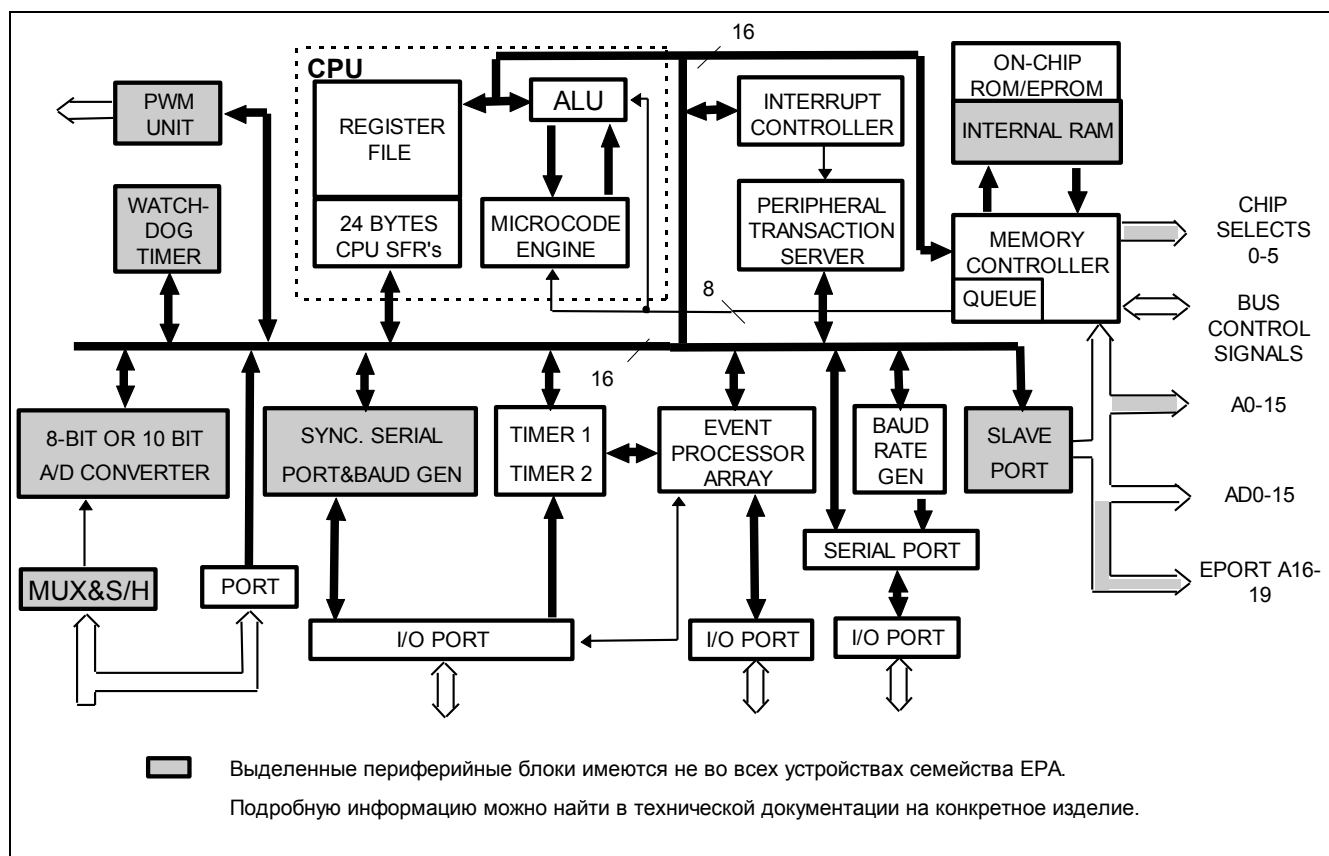 16
CPU
ON-CHIP
ROM/EPROM
INTERNAL RAM
PWM
UNIT
REGISTER
FILE
ALU
INTERRUPT
CONTROLLER
WATCH-
DOG
TIMER
24 BYTES
CPU SFR's
MICROCODE
ENGINE
PERIPHERAL
TRANSACTION
SERVER
MEMORY
CONTROLLER
QUEUE
CHIP
SELECTS
0-5
8
BUS
CONTROL
SIGNALS
16
8-BIT OR 10 BIT
A/D CONVERTER
SYNC. SERIAL
PORT&BAUD GEN
TIMER 1
TIMER 2
EVENT
PROCESSOR
ARRAY
BAUD
RATE
GEN
SLAVE
PORT
A0-15
AD0-15
SERIAL PORT
EPORT A16-
19
MUX&S/H
PORT
I/O PORT
I/O PORT
I/O PORT
Выделенные периферийные блоки имеются не во всех устройствах семейства EPA.
Подробную информацию можно найти в технической документации на конкретное изделие.